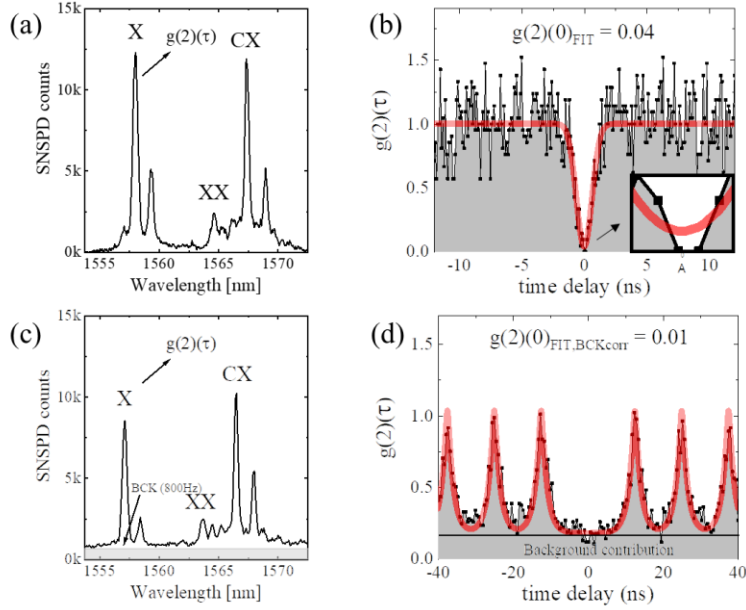 (a)
X
g(2)(τ)
CX
XX
15k
10k
5k
0k
SNSPD counts
1555 1560 1565 1570
Wavelength [nm]
(b)
g(2)(0)FIT = 0.04
1.5
1.0
0.5
0.0
g(2)(τ)
A
-10 -5 0 5 10
time delay (ns)
(c)
g(2)(τ)
X
CX
XX
BCK (800Hz)
15k
10k
5k
0k
SNSPD counts
1555 1560 1565 1570
Wavelength [nm]
(d)
g(2)(0)FIT,BCKcorr = 0.01
1.5
1.0
0.5
0.0
g(2)(τ)
Background contribution
-40 -20 0 20 40
time delay (ns)